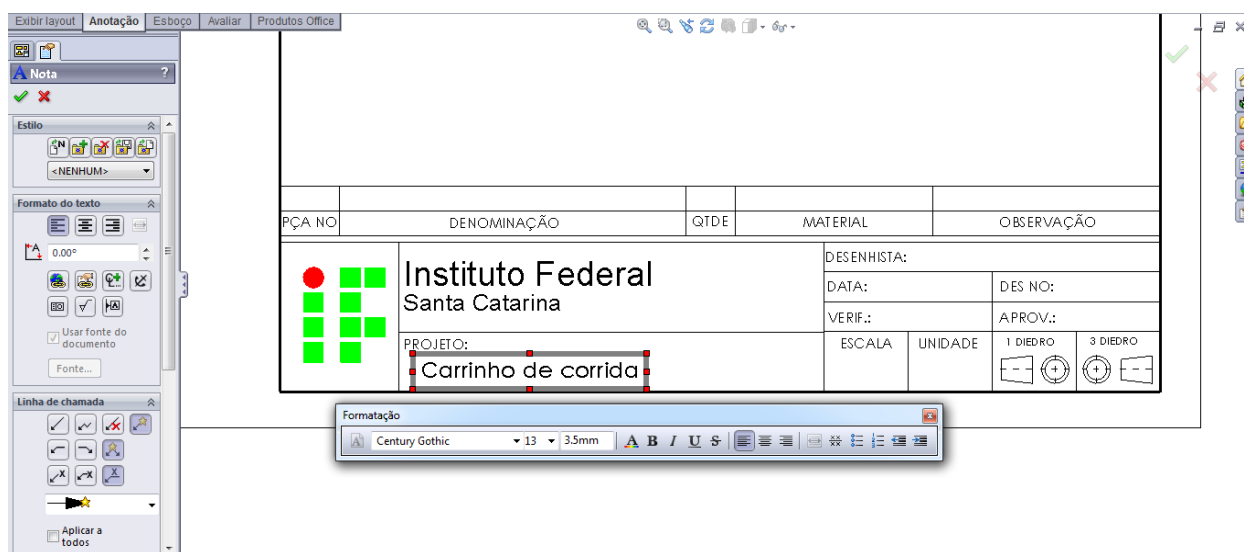 Exibir layout Anotação Esboço Avaliar Produtos Office
A Nota ?
Estilo
<NENHUM>
Formato do texto
0.00°
Usar fonte do documento
Fonte...
Linha de chamada
Aplicar a todos
PÇA NO DENOMINAÇÃO QTDE MATERIAL OBSERVAÇÃO
Instituto Federal
Santa Catarina
PROJETO:
Carrinho de corrida
DESENHISTA:
DATA: DES NO:
VERIF.: APROV.:
ESCALA UNIDADE 1 DIEDRO 3 DIEDRO
Formatação
Century Gothic 13 3.5mm A B I U S